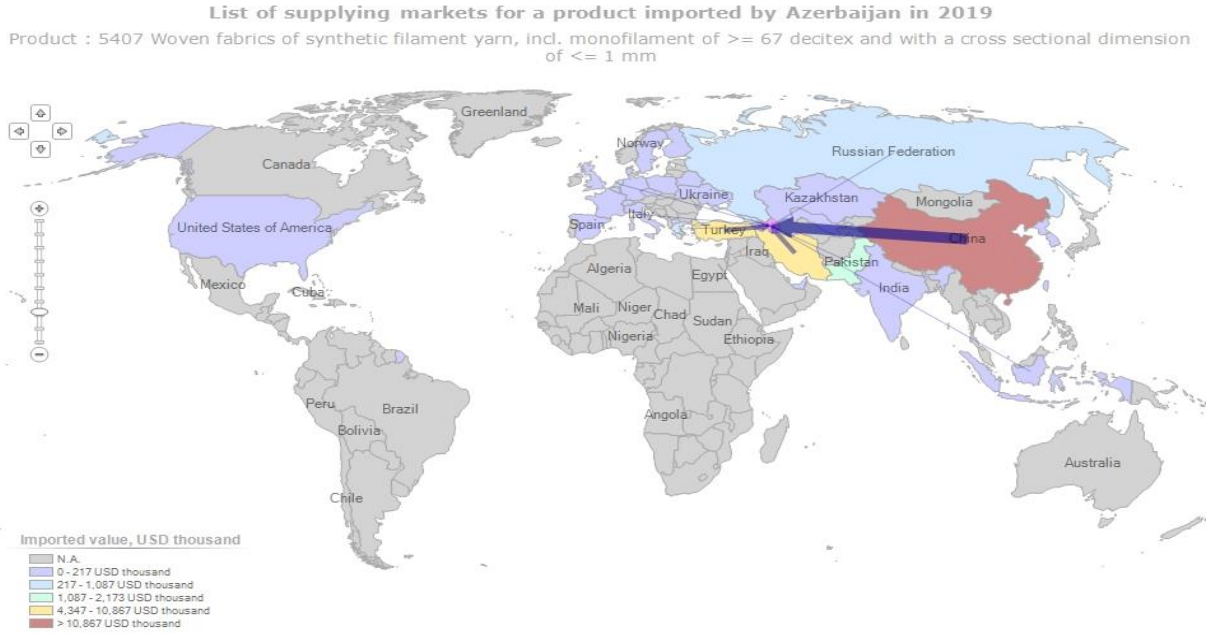 List of supplying markets for a product imported by Azerbaijan in 2019
Product : 5407 Woven fabrics of synthetic filament yarn, incl. monofilament of >= 67 decitex and with a cross sectional dimension
of <= 1 mm
Greenland
Norway
Russian Federation
Canada
Ukraine
Kazakhstan
Mongolia
United States of America
Spain
Italy
Turkey
China
Iraq
Pakistan
Mexico
Cuba
Algeria
Egypt
India
Mali
Niger
Chad
Sudan
Nigeria
Ethiopia
Peru
Brazil
Angola
Bolivia
Australia
Chile
Imported value, USD thousand
N.A.
0 - 217 USD thousand
217 - 1,087 USD thousand
1,087 - 2,173 USD thousand
4,347 - 10,867 USD thousand
> 10,867 USD thousand